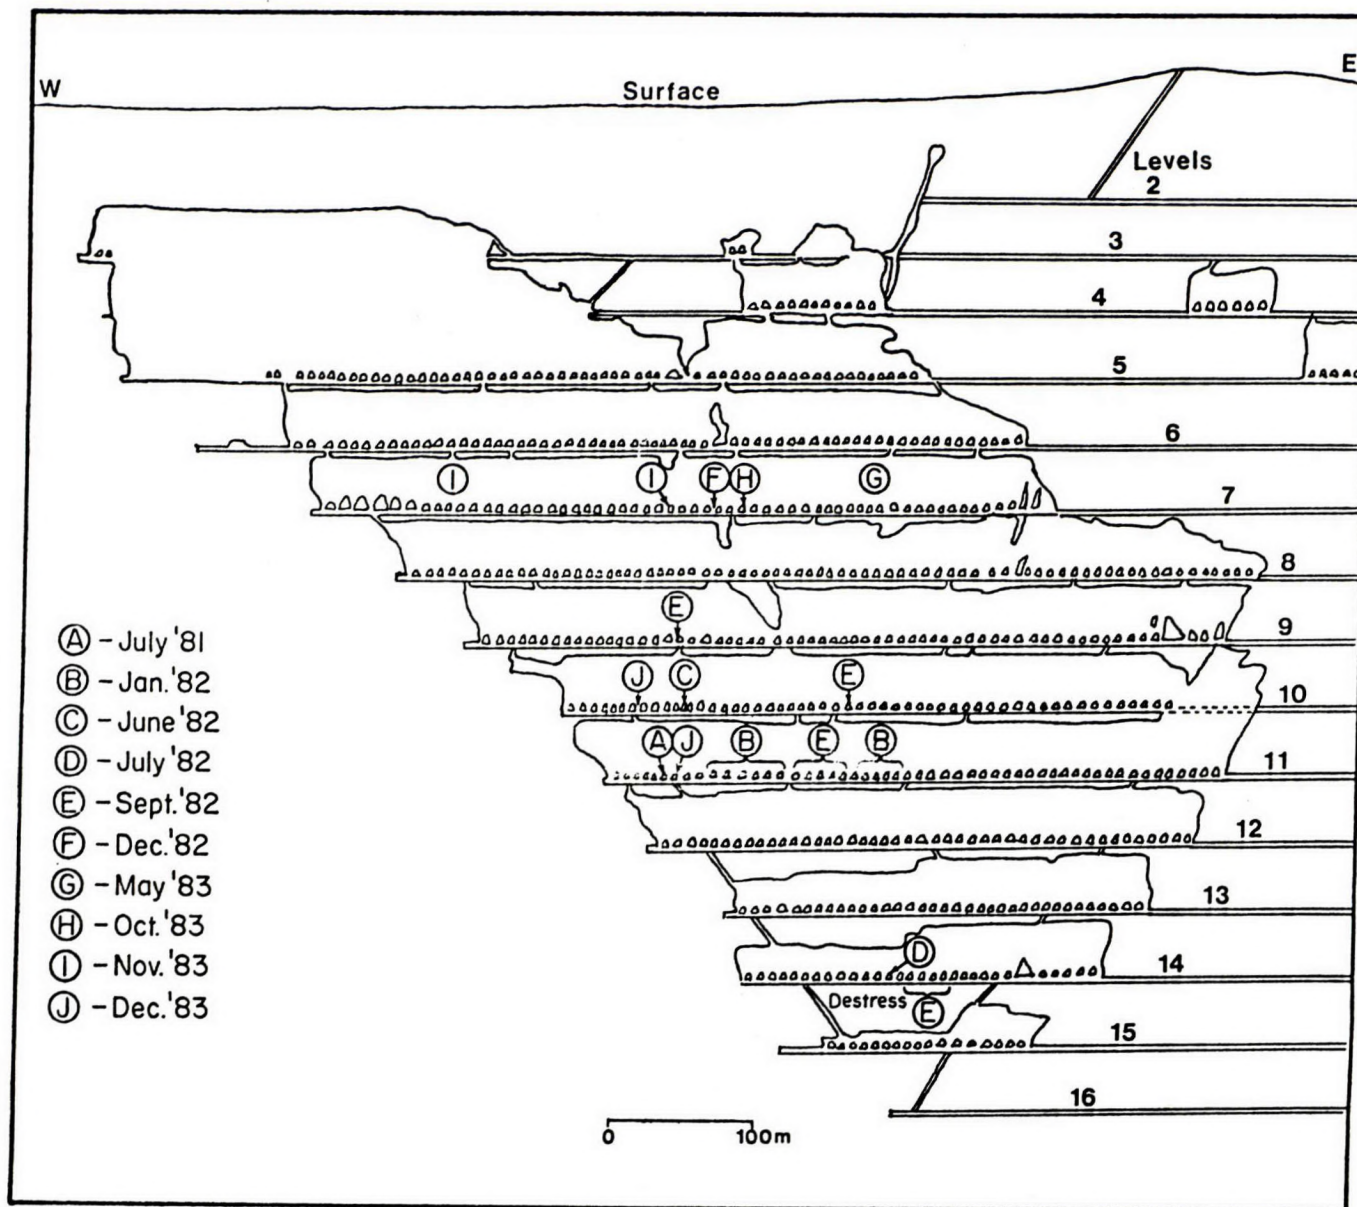 W
E
Surface
Levels
2
3
4
5
6
I I F H G
7
8
E
9
J C E
10
A J B E B
11
12
13
D
14
Destress
E
15
16
A - July '81
B - Jan. '82
C - June '82
D - July '82
E - Sept. '82
F - Dec. '82
G - May '83
H - Oct. '83
I - Nov. '83
J - Dec. '83
0 100m